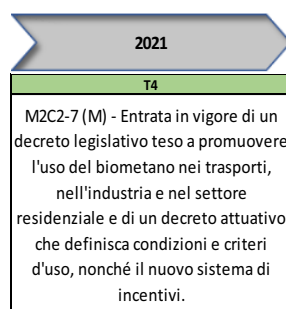 2021
T4
M2C2-7 (M) - Entrata in vigore di un
decreto legislativo teso a promuovere
l'uso del biometano nei trasporti,
nell'industria e nel settore
residenziale e di un decreto attuativo
che definisca condizioni e criteri
d'uso, nonché il nuovo sistema di
incentivi.